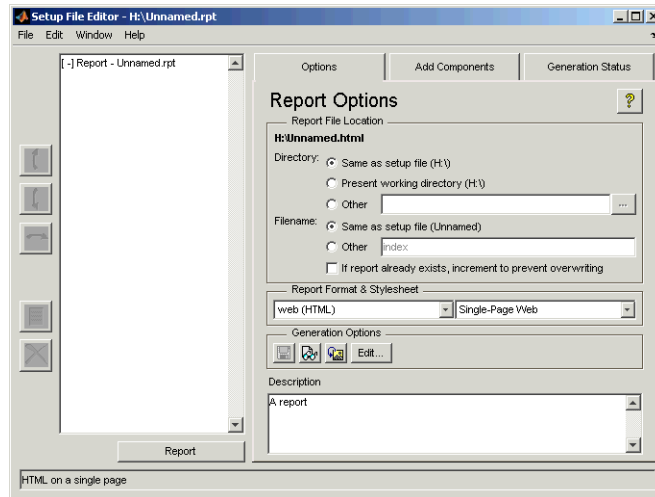 Setup File Editor - H:\Unnamed.rpt
File Edit Window Help
[-] Report - Unnamed.rpt
Options Add Components Generation Status
Report Options
?
Report File Location
H:\Unnamed.html
Directory: Same as setup file (H:\)
Present working directory (H:\)
Other ...
Filename: Same as setup file (Unnamed)
Other index
If report already exists, increment to prevent overwriting
Report Format & Stylesheet
web (HTML) Single-Page Web
Generation Options
Edit...
Description
A report
Report
HTML on a single page